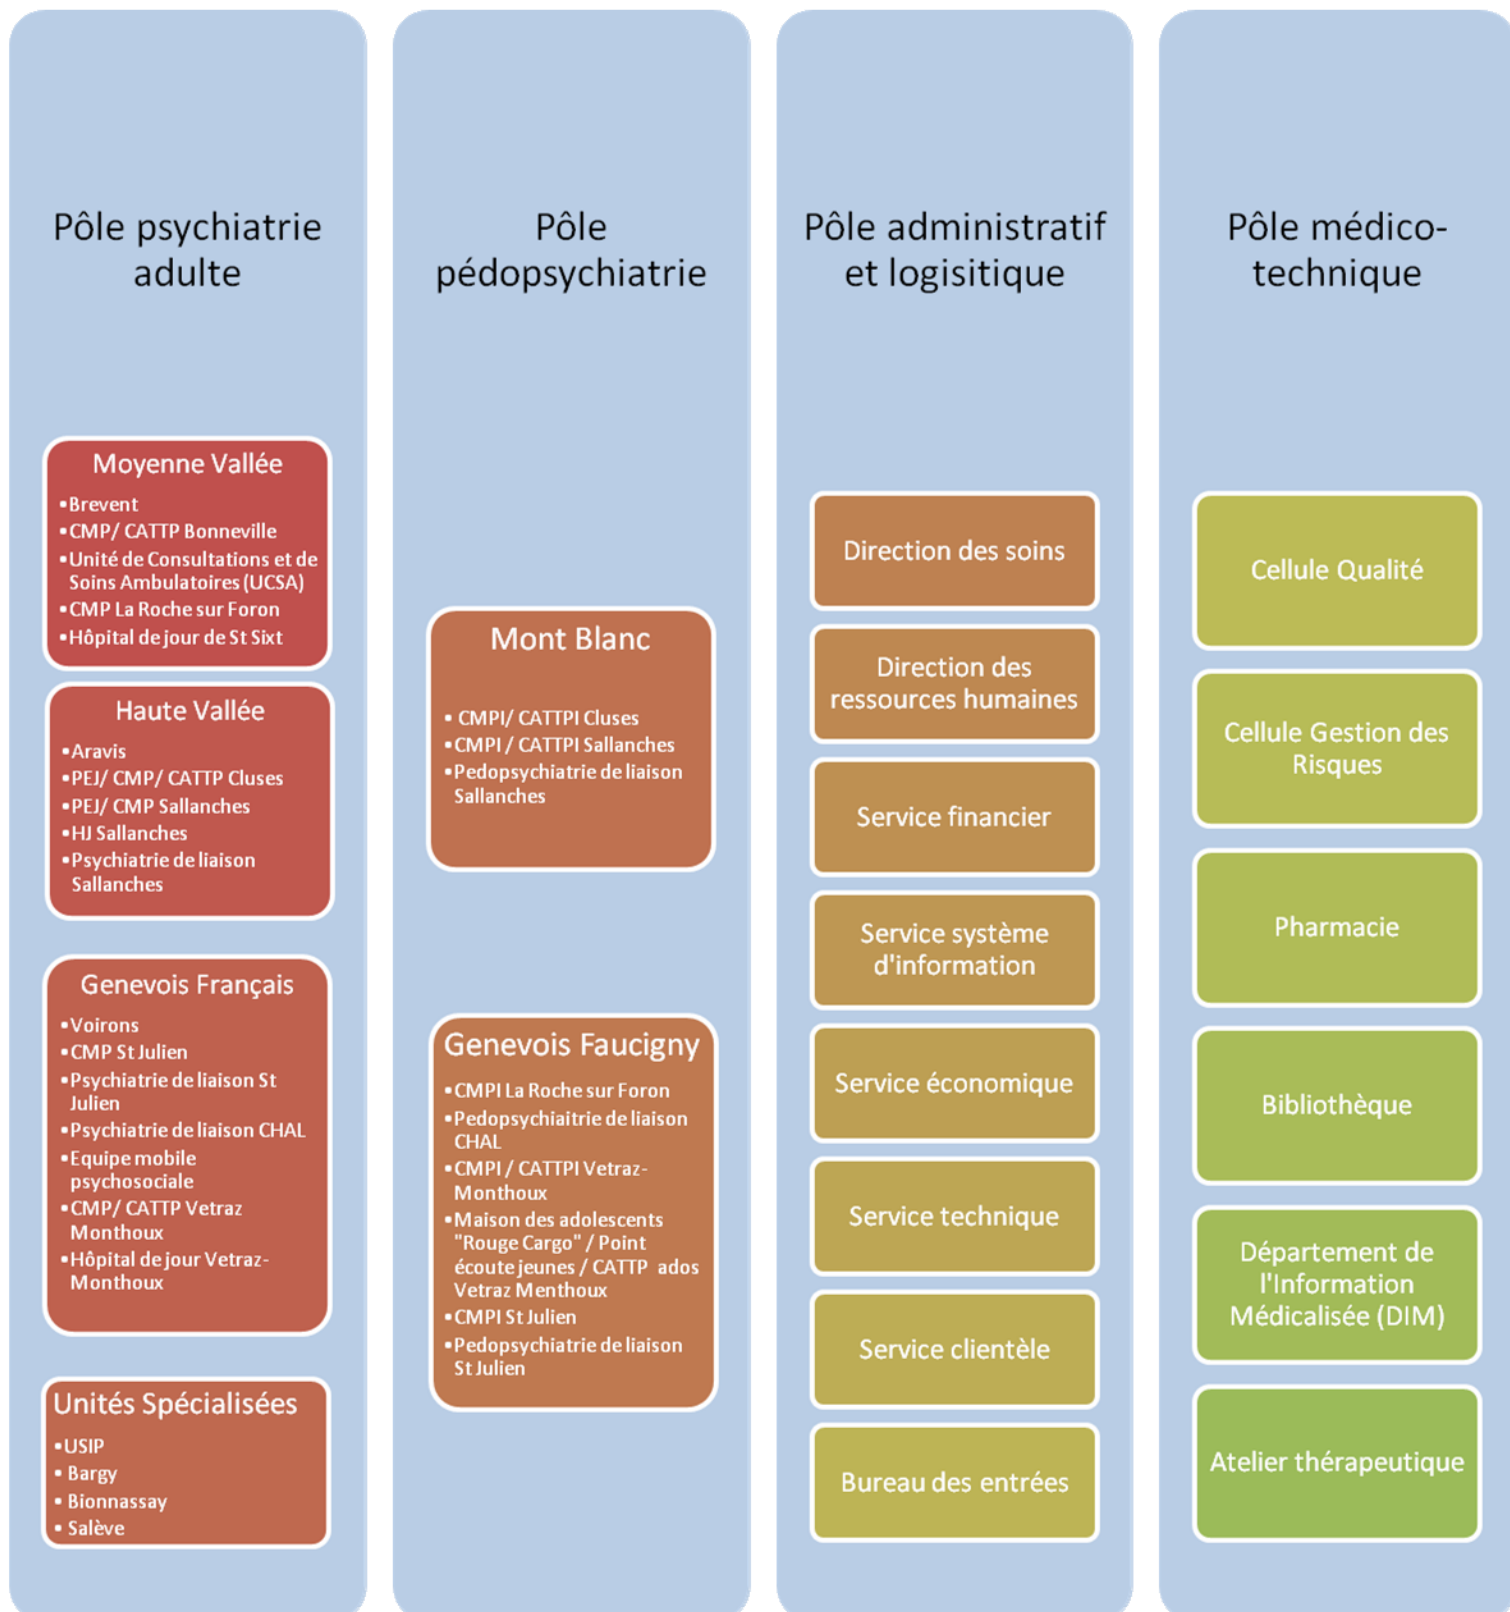 Pôle psychiatrie
adulte
Moyenne Vallée
•Brevent
•CMP/ CATTP Bonneville
•Unité de Consultations et de
Soins Ambulatoires (UCSA)
•CMP La Roche sur Foron
•Hôpital de jour de St Sixt
Haute Vallée
•Aravis
•PEJ/ CMP/ CATTP Cluses
•PEJ/ CMP Sallanches
•HJ Sallanches
•Psychiatrie de liaison
Sallanches
Genevois Français
•Voirons
•CMP St Julien
•Psychiatrie de liaison St
Julien
•Psychiatrie de liaison CHAL
•Equipe mobile
psychosociale
•CMP/ CATTP Vetraz
Monthoux
•Hôpital de jour Vetraz-
Monthoux
Unités Spécialisées
•USIP
• Bargy
• Bionnassay
• Salève
Pôle
pédopsychiatrie
Mont Blanc
• CMPI/ CATTPI Cluses
•CMPI / CATTPI Sallanches
•Pedopsychiatrie de liaison
Sallanches
Genevois Faucigny
•CMPI La Roche sur Foron
•Pedopsychiaitrie de liaison
CHAL
•CMPI / CATTPI Vetraz-
Monthoux
•Maison des adolescents
"Rouge Cargo" / Point
écoute jeunes / CATTP ados
Vetraz Menthoux
•CMPI St Julien
•Pedopsychiatrie de liaison
St Julien
Pôle administratif
et logisitique
Direction des soins
Direction des
ressources humaines
Service financier
Service système
d'information
Service économique
Service technique
Service clientèle
Bureau des entrées
Pôle médico-
technique
Cellule Qualité
Cellule Gestion des
Risques
Pharmacie
Bibliothèque
Département de
l'Information
Médicalisée (DIM)
Atelier thérapeutique